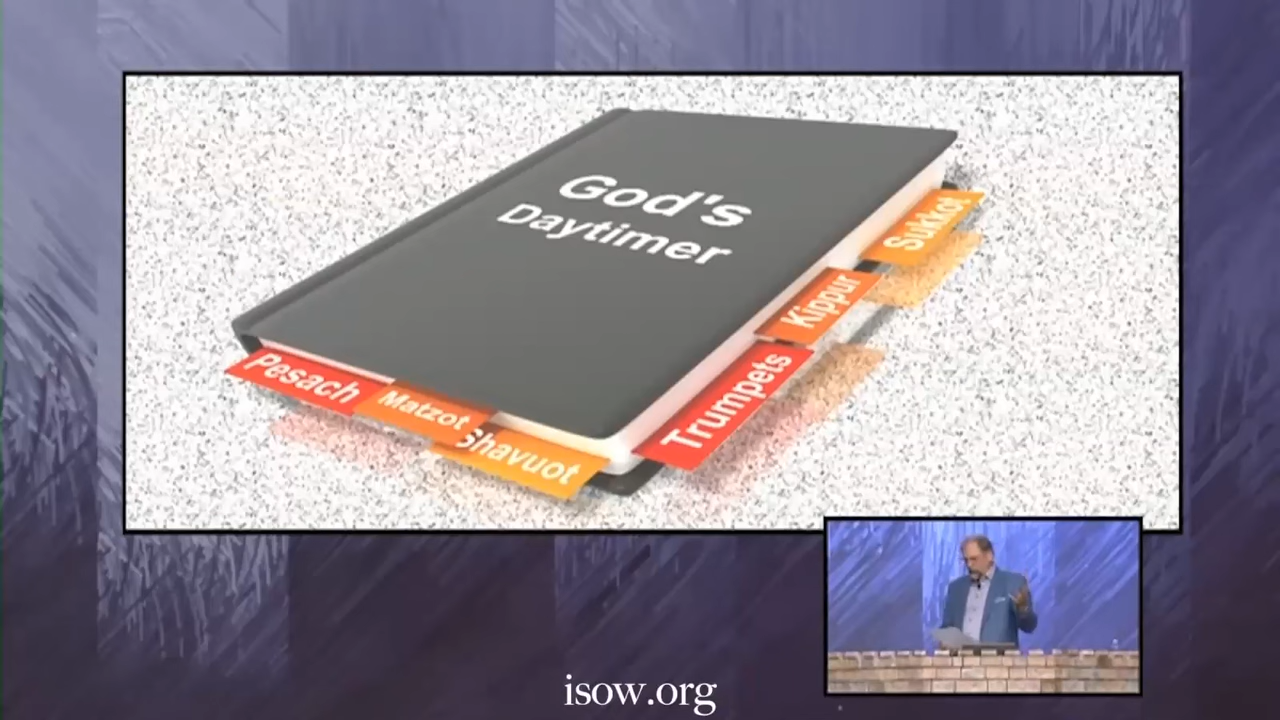 God's
Daytimer
Pesach
Matzot
Shavuot
Trumpets
Kippur
Sukkot
isow.org